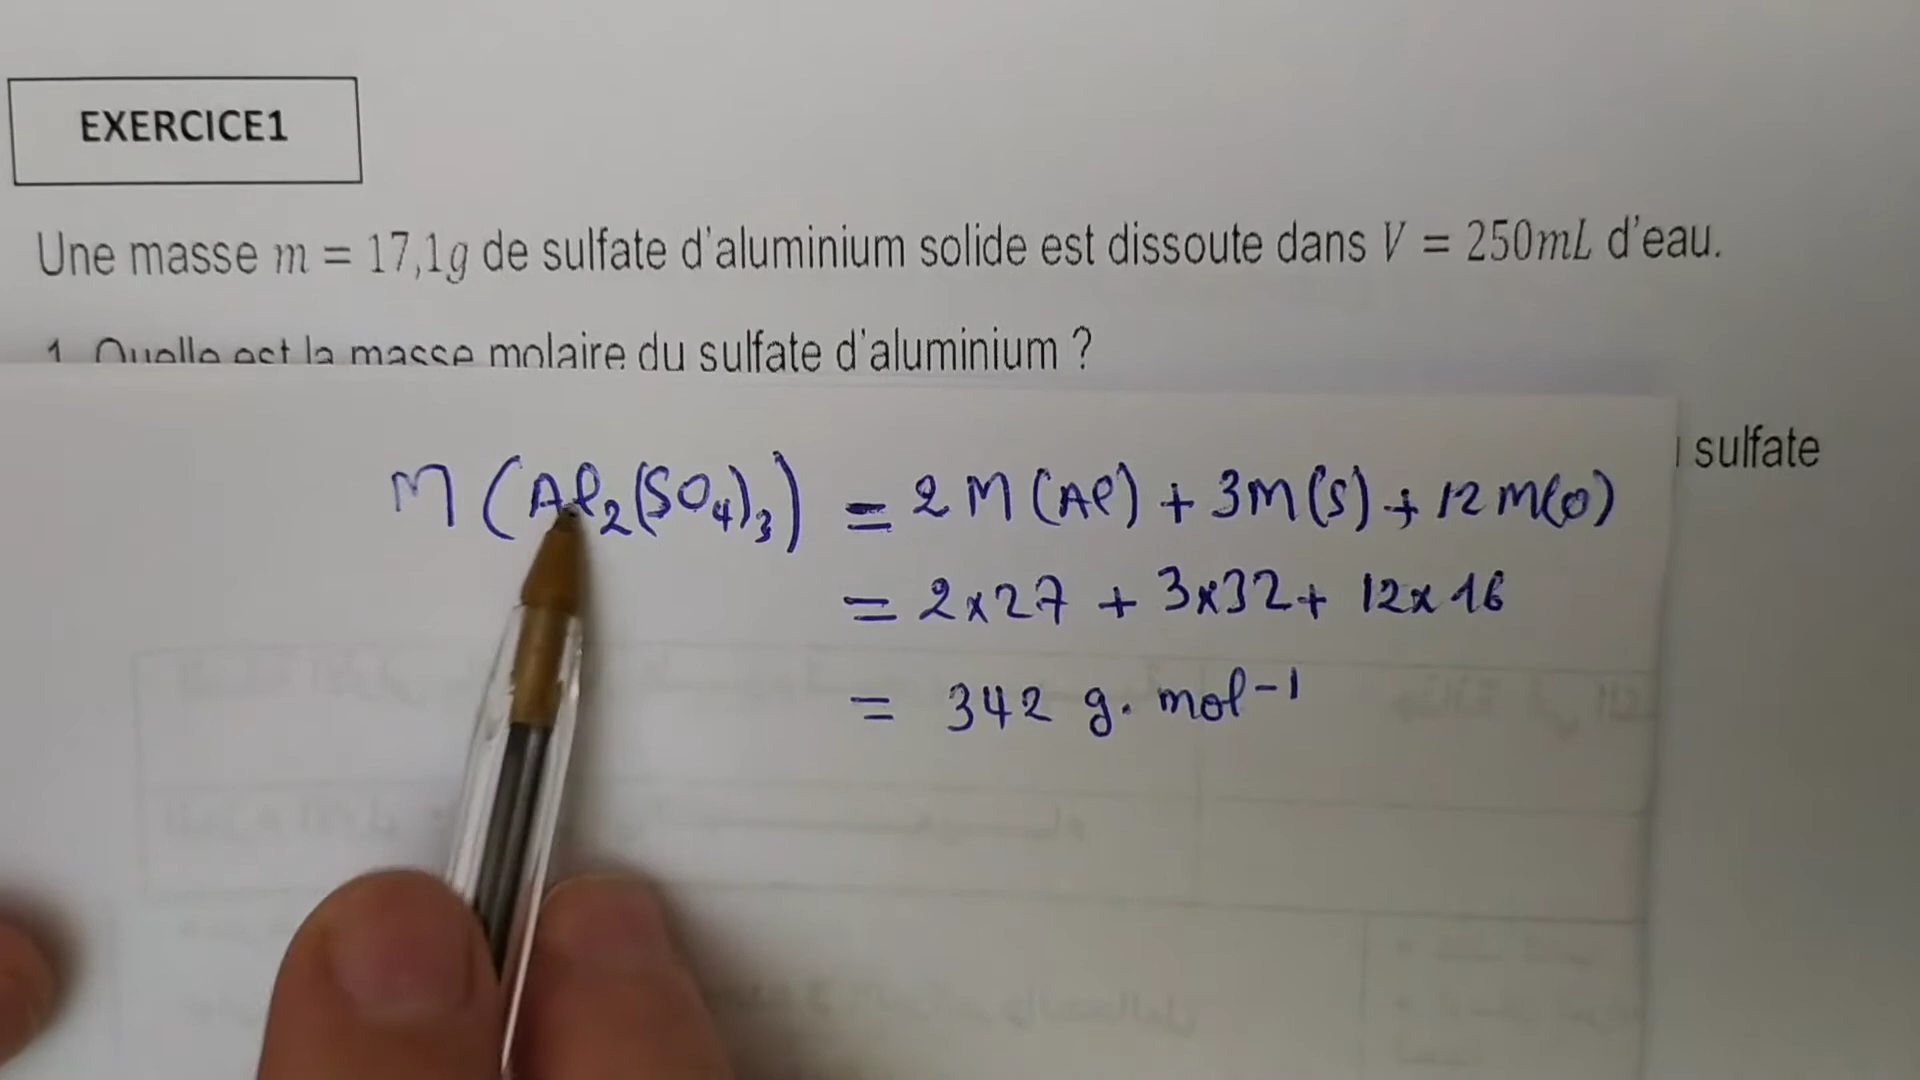 EXERCICE1
Une masse m = 17,1g de sulfate d'aluminium solide est dissoute dans V = 250mL d'eau.
1. Quelle est la masse molaire du sulfate d'aluminium ?
sulfate
M (Al₂(SO₄)₃) = 2 M (Al) + 3M (S) + 12 M(O)
= 2x27 + 3x32 + 12x16
= 342 g. mol⁻¹